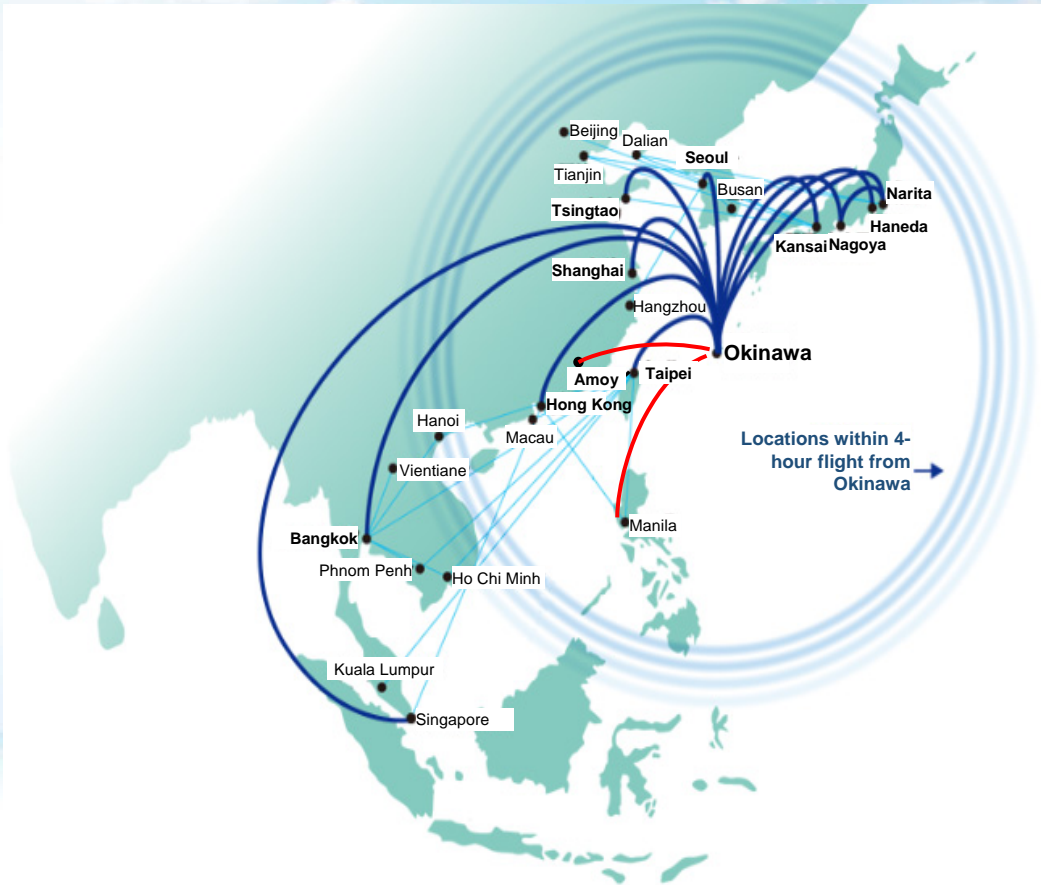 Beijing
Dalian
Seoul
Tianjin
Busan
Tsingtao
Narita
Haneda
Kansai
Nagoya
Shanghai
Hangzhou
Okinawa
Amoy
Taipei
Hong Kong
Hanoi
Macau
Locations within 4-
hour flight from
Okinawa
Vientiane
Manila
Bangkok
Phnom Penh
Ho Chi Minh
Kuala Lumpur
Singapore